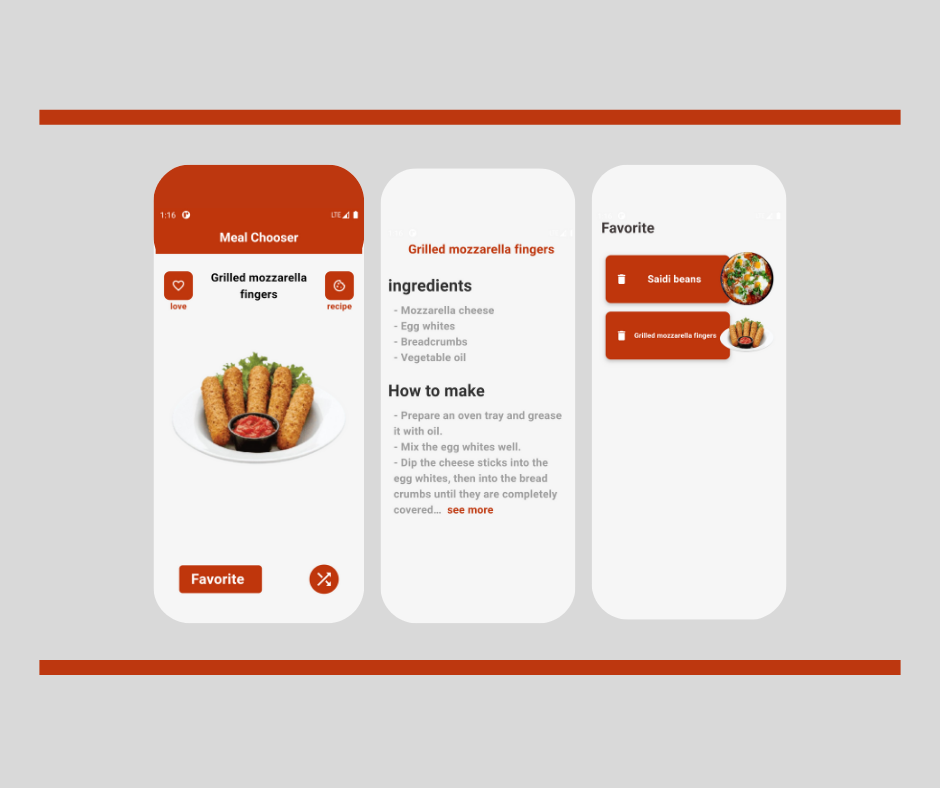 1:16
LTE
Meal Chooser
Grilled mozzarella
fingers
love
recipe
Favorite
Grilled mozzarella fingers
ingredients
- Mozzarella cheese
- Egg whites
- Breadcrumbs
- Vegetable oil
How to make
- Prepare an oven tray and grease
it with oil.
- Mix the egg whites well.
- Dip the cheese sticks into the
egg whites, then into the bread
crumbs until they are completely
covered... see more
Favorite
Saidi beans
Grilled mozzarella fingers